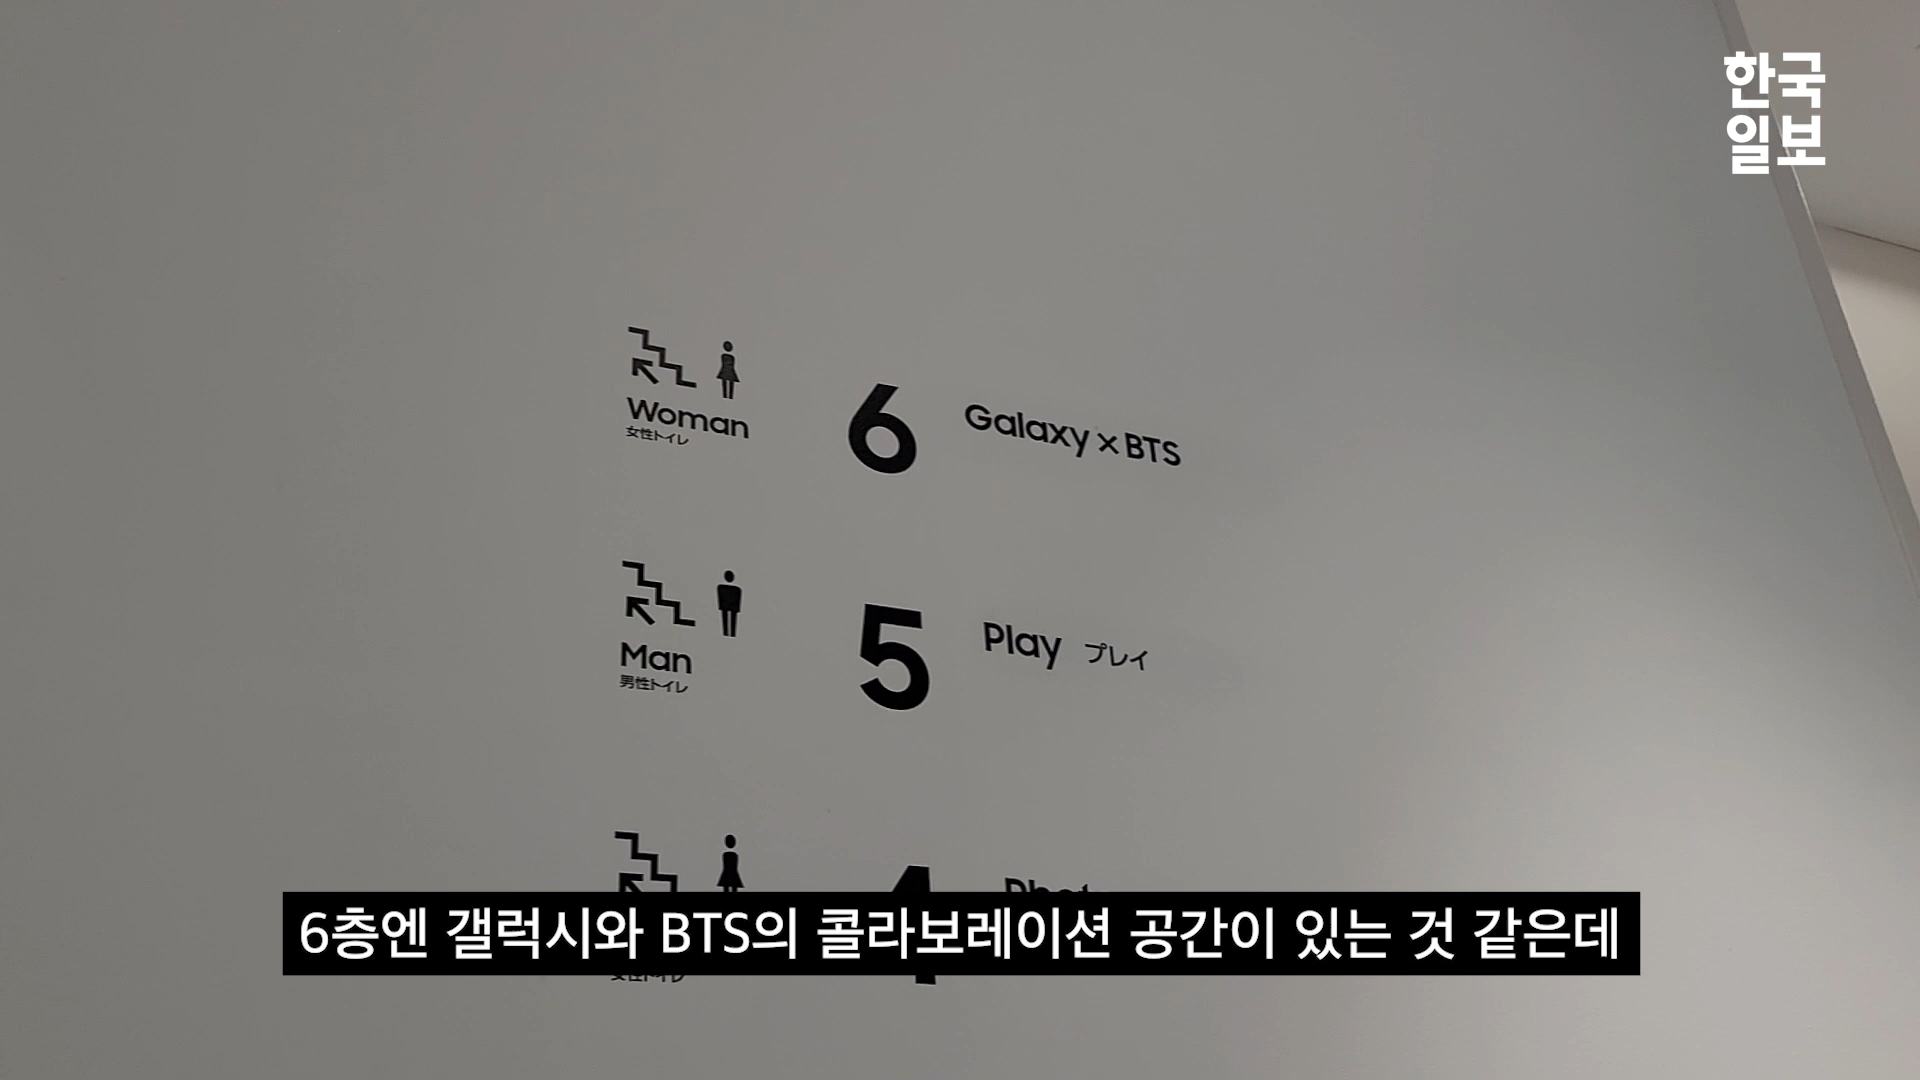 한국
일보
Woman
女性トイレ
6
Galaxy×BTS
Man
男性トイレ
5
Play プレイ
4
6층엔 갤럭시와 BTS의 콜라보레이션 공간이 있는 것 같은데